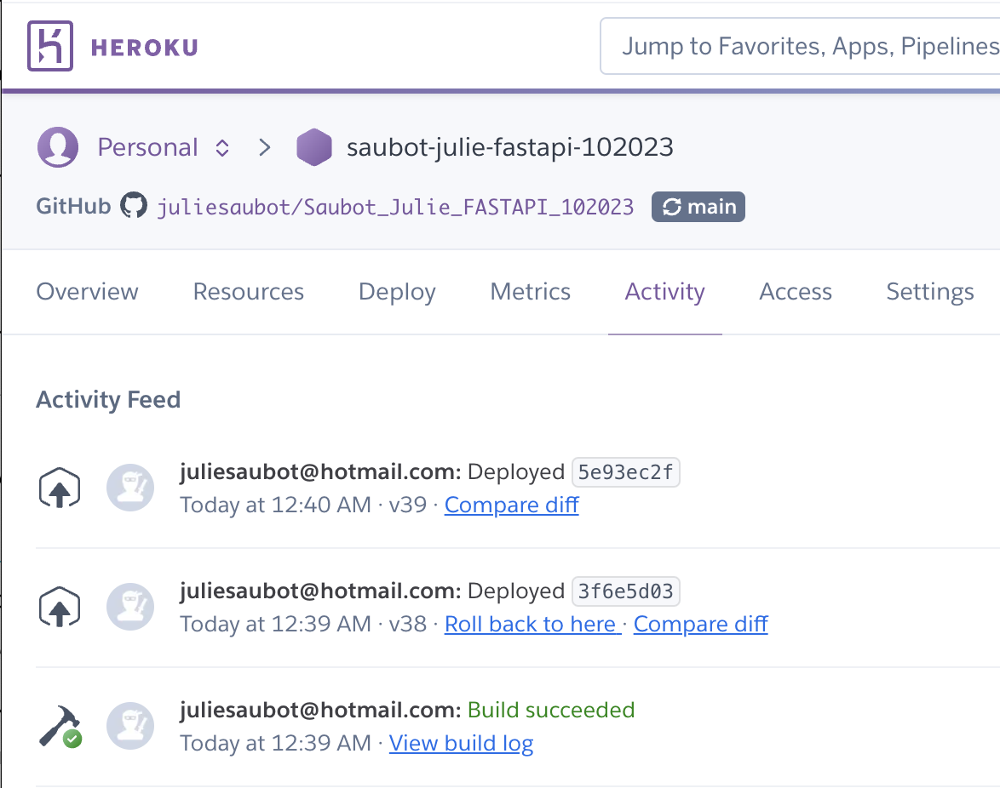 HEROKU
Jump to Favorites, Apps, Pipelines
Personal > saubot-julie-fastapi-102023
GitHub juliesaubot/Saubot_Julie_FASTAPI_102023 main
Overview Resources Deploy Metrics Activity Access Settings
Activity Feed
juliesaubot@hotmail.com: Deployed 5e93ec2f
Today at 12:40 AM · v39 · Compare diff
juliesaubot@hotmail.com: Deployed 3f6e5d03
Today at 12:39 AM · v38 · Roll back to here · Compare diff
juliesaubot@hotmail.com: Build succeeded
Today at 12:39 AM · View build log